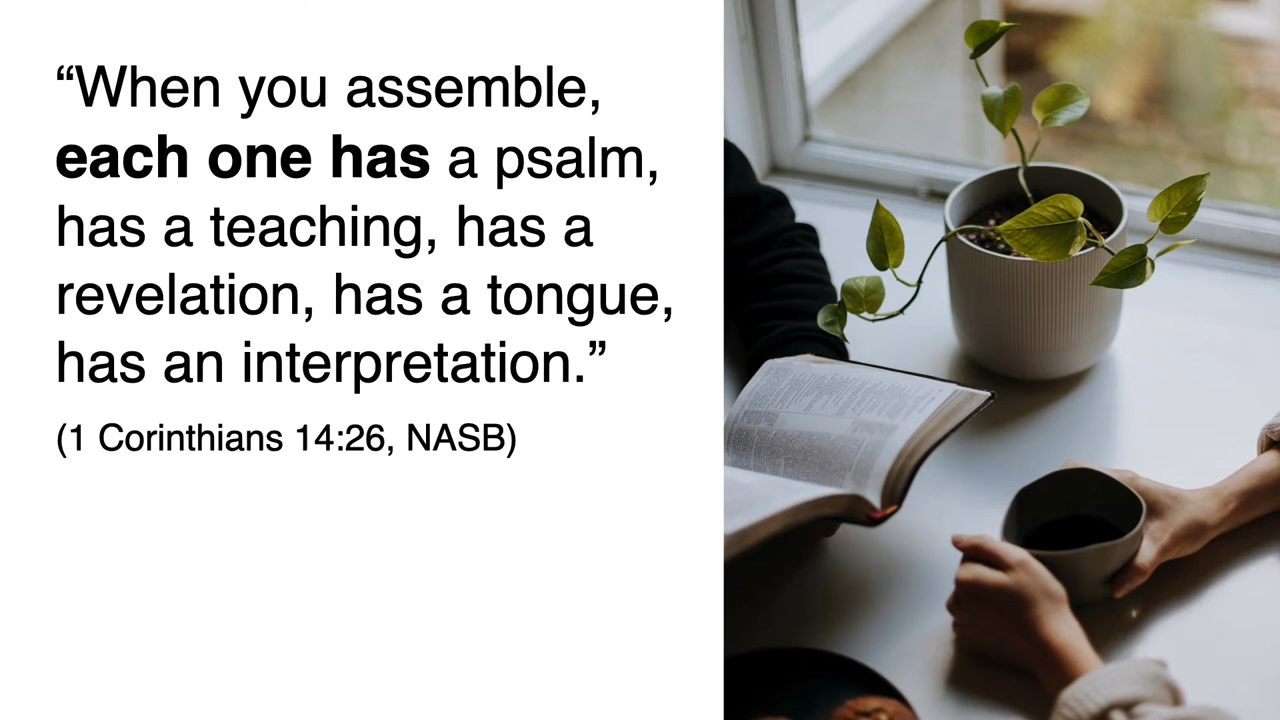 “When you assemble,
each one has a psalm,
has a teaching, has a
revelation, has a tongue,
has an interpretation.”
(1 Corinthians 14:26, NASB)